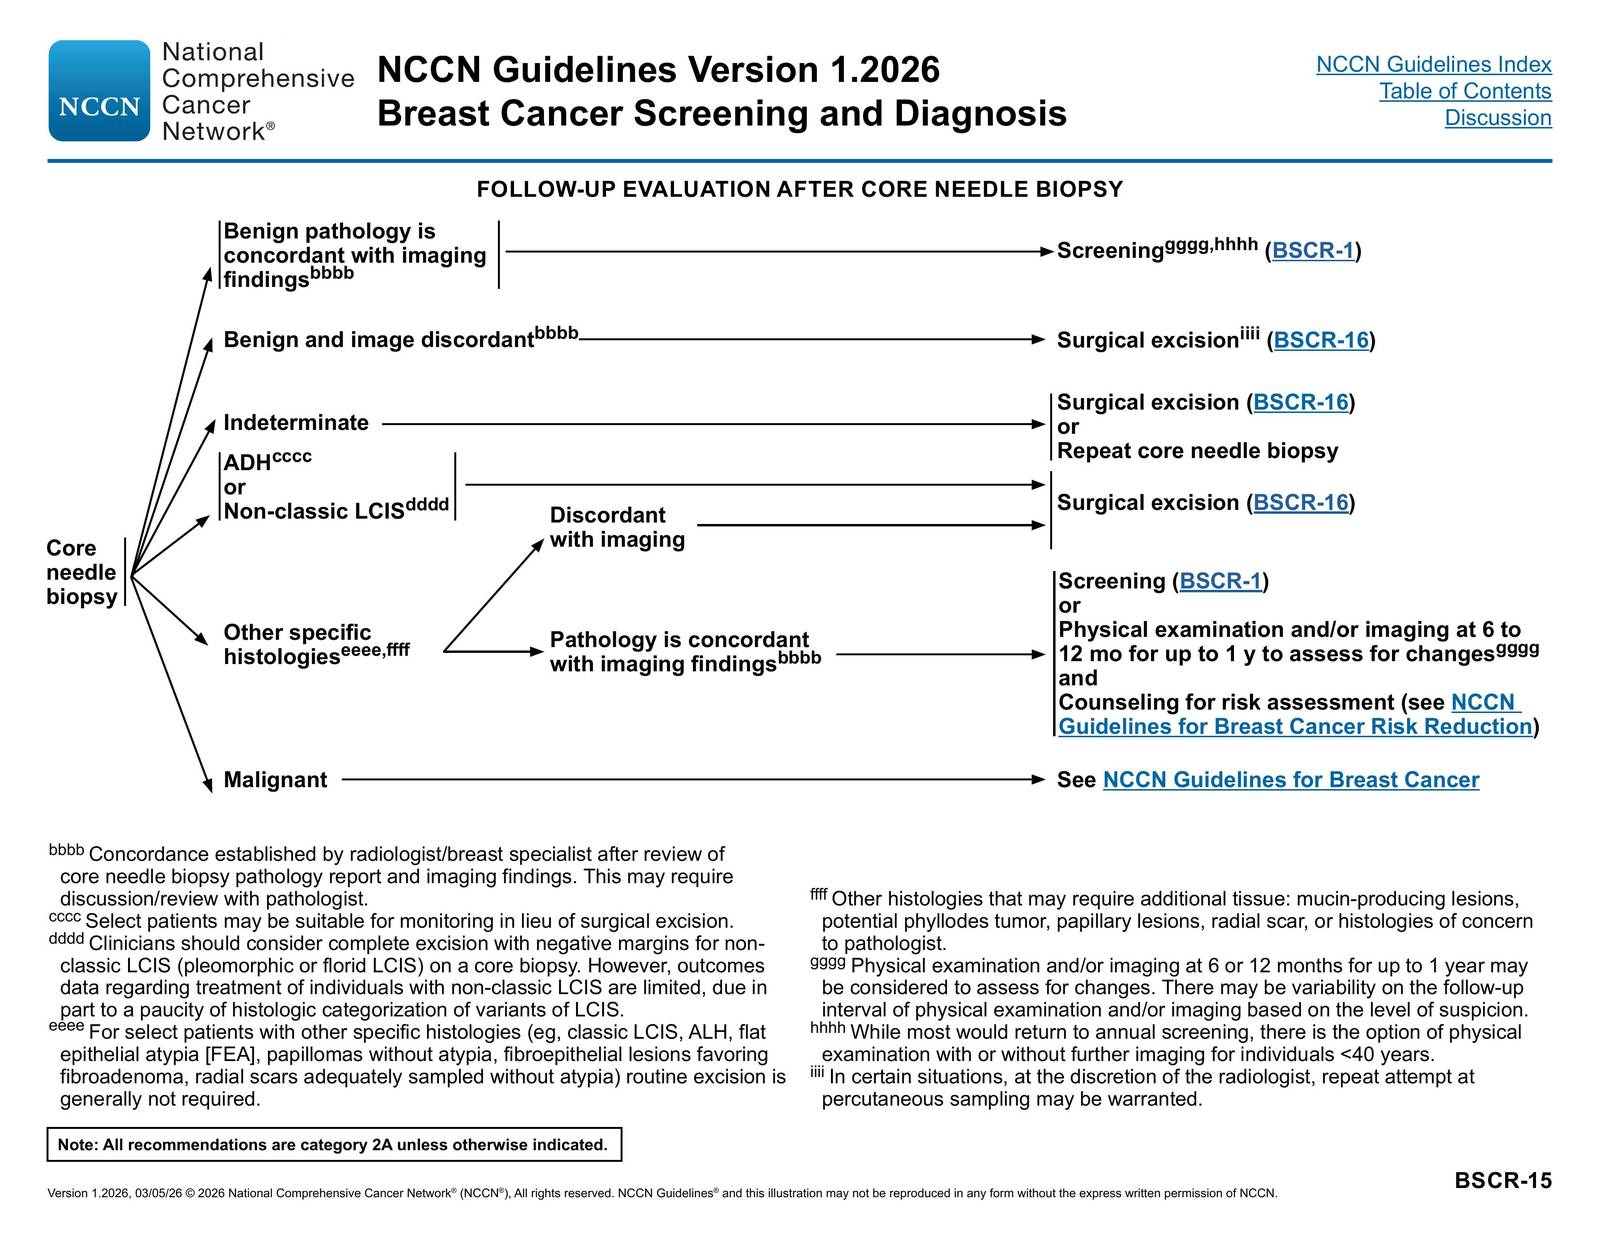 NCCN
National
Comprehensive
Cancer
Network®
NCCN Guidelines Version 1.2026
Breast Cancer Screening and Diagnosis
NCCN Guidelines Index
Table of Contents
Discussion
FOLLOW-UP EVALUATION AFTER CORE NEEDLE BIOPSY
Core
needle
biopsy
Benign pathology is
concordant with imaging
findingsbbbb
Screeninggggg,hhhh (BSCR-1)
Benign and image discordantbbbb
Surgical excisioniiii (BSCR-16)
Indeterminate
Surgical excision (BSCR-16)
or
Repeat core needle biopsy
ADHcccc
or
Non-classic LCISdddd
Discordant
with imaging
Surgical excision (BSCR-16)
Other specific
histologieseeee,ffff
Pathology is concordant
with imaging findingsbbbb
Screening (BSCR-1)
or
Physical examination and/or imaging at 6 to
12 mo for up to 1 y to assess for changesgggg
and
Counseling for risk assessment (see NCCN
Guidelines for Breast Cancer Risk Reduction)
Malignant
See NCCN Guidelines for Breast Cancer
bbbb Concordance established by radiologist/breast specialist after review of
core needle biopsy pathology report and imaging findings. This may require
discussion/review with pathologist.
cccc Select patients may be suitable for monitoring in lieu of surgical excision.
dddd Clinicians should consider complete excision with negative margins for non-
classic LCIS (pleomorphic or florid LCIS) on a core biopsy. However, outcomes
data regarding treatment of individuals with non-classic LCIS are limited, due in
part to a paucity of histologic categorization of variants of LCIS.
eeee For select patients with other specific histologies (eg, classic LCIS, ALH, flat
epithelial atypia [FEA], papillomas without atypia, fibroepithelial lesions favoring
fibroadenoma, radial scars adequately sampled without atypia) routine excision is
generally not required.
ffff Other histologies that may require additional tissue: mucin-producing lesions,
potential phyllodes tumor, papillary lesions, radial scar, or histologies of concern
to pathologist.
gggg Physical examination and/or imaging at 6 or 12 months for up to 1 year may
be considered to assess for changes. There may be variability on the follow-up
interval of physical examination and/or imaging based on the level of suspicion.
hhhh While most would return to annual screening, there is the option of physical
examination with or without further imaging for individuals <40 years.
iiii In certain situations, at the discretion of the radiologist, repeat attempt at
percutaneous sampling may be warranted.
Note: All recommendations are category 2A unless otherwise indicated.
BSCR-15
Version 1.2026, 03/05/26 © 2026 National Comprehensive Cancer Network® (NCCN®), All rights reserved. NCCN Guidelines® and this illustration may not be reproduced in any form without the express written permission of NCCN.